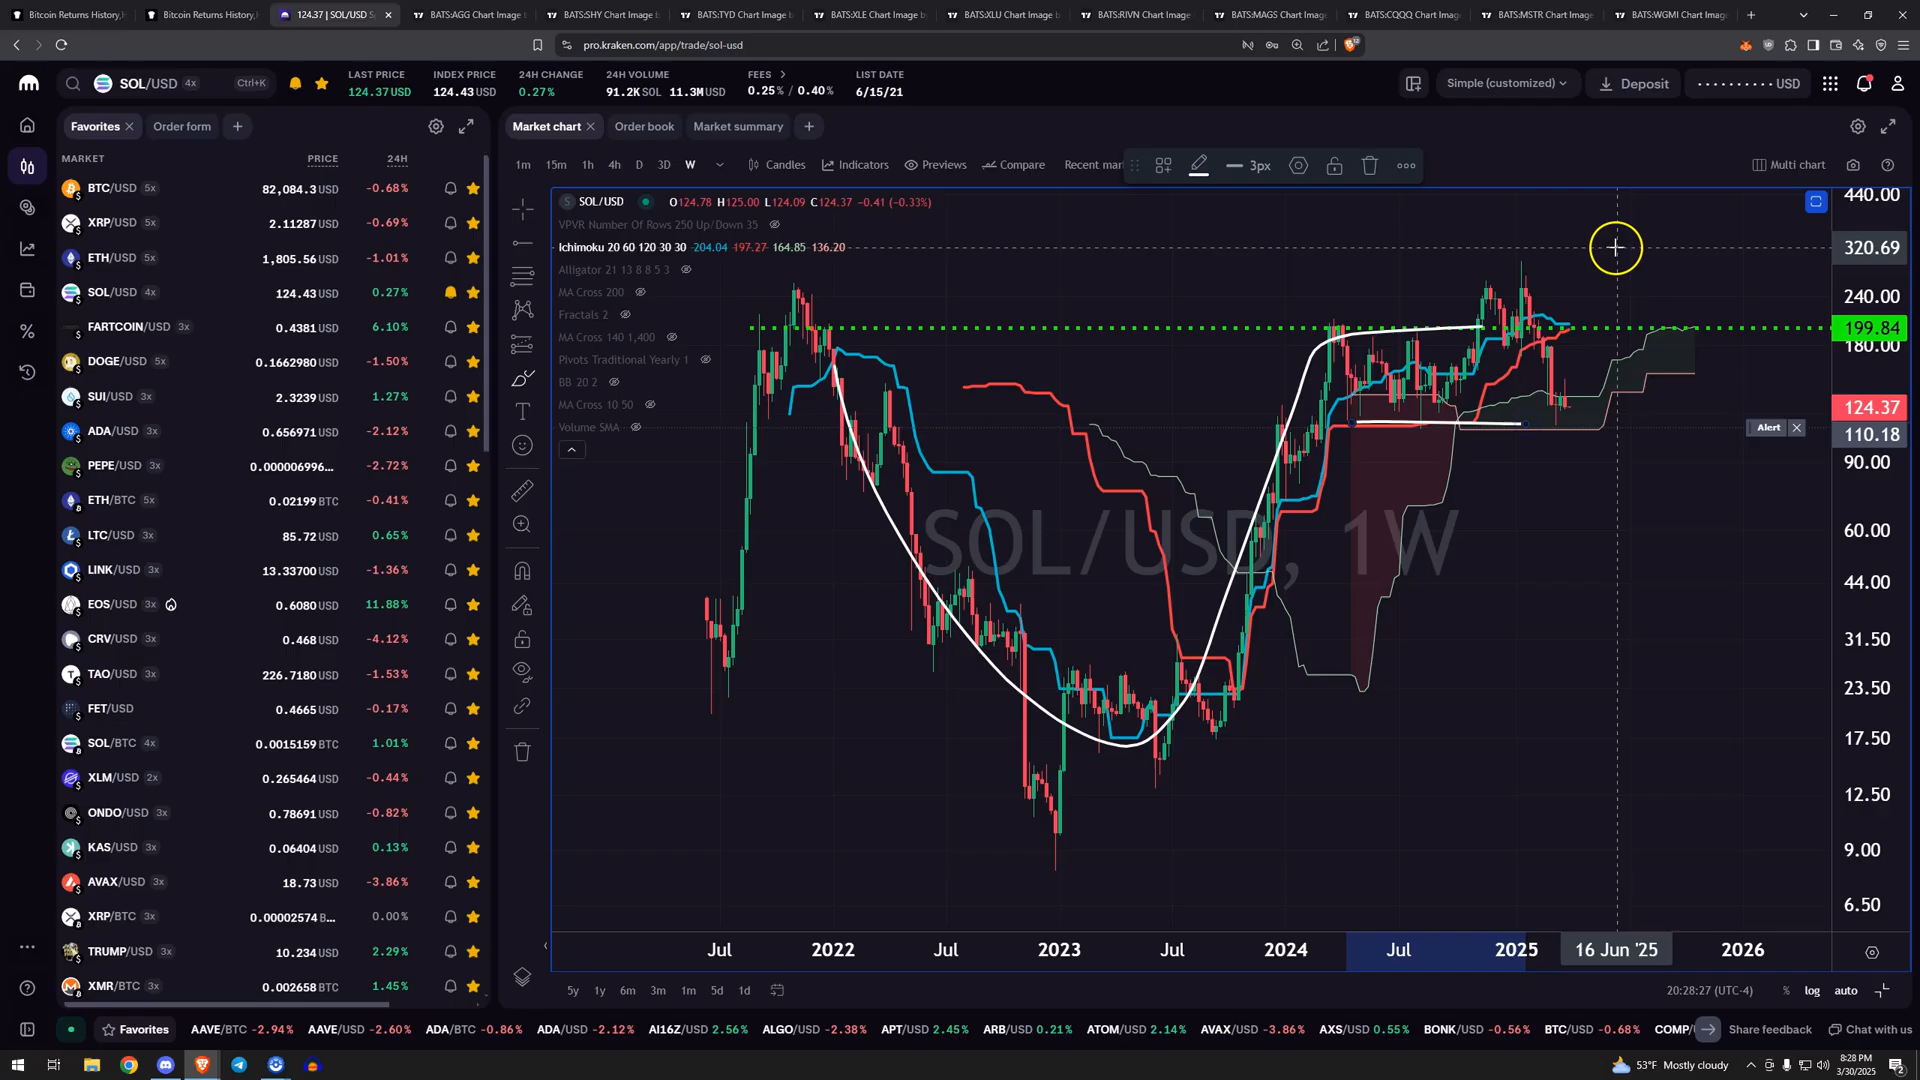 Bitcoin Returns History,
Bitcoin Returns History,
124.37 | SOL/USD S
BATS:AGG Chart Image b
BATS:SHY Chart Image b
BATS:TYD Chart Image b
BATS:XLE Chart Image b
BATS:XLU Chart Image b
BATS:RIVN Chart Image
BATS:MAGS Chart Image
BATS:CQQQ Chart Image
BATS:MSTR Chart Image
BATS:WGMI Chart Image
pro.kraken.com/app/trade/sol-usd
SOL/USD 4x Ctrl+K
LAST PRICE 124.37 USD
INDEX PRICE 124.43 USD
24H CHANGE 0.27%
24H VOLUME 91.2K SOL 11.3M USD
FEES 0.25% / 0.40%
LIST DATE 6/15/21
Simple (customized)
Deposit
USD
Favorites Order form
MARKET PRICE 24H
BTC/USD 5x 82,084.3 USD -0.68%
XRP/USD 5x 2.11287 USD -0.69%
ETH/USD 5x 1,805.56 USD -1.01%
SOL/USD 4x 124.43 USD 0.27%
FARTCOIN/USD 3x 0.4381 USD 6.10%
DOGE/USD 5x 0.1662980 USD -1.50%
SUI/USD 3x 2.3239 USD 1.27%
ADA/USD 3x 0.656971 USD -2.12%
PEPE/USD 3x 0.000006996... -2.72%
ETH/BTC 5x 0.02199 BTC -0.41%
LTC/USD 3x 85.72 USD 0.65%
LINK/USD 3x 13.33700 USD -1.36%
EOS/USD 3x 0.6080 USD 11.88%
CRV/USD 3x 0.468 USD -4.12%
TAO/USD 3x 226.7180 USD -1.53%
FET/USD 0.4665 USD -0.17%
SOL/BTC 4x 0.0015159 BTC 1.01%
XLM/USD 2x 0.265464 USD -0.44%
ONDO/USD 3x 0.78691 USD -0.82%
KAS/USD 3x 0.06404 USD 0.13%
AVAX/USD 3x 18.73 USD -3.86%
XRP/BTC 3x 0.00002574 B... 0.00%
TRUMP/USD 3x 10.234 USD 2.29%
XMR/BTC 3x 0.002658 BTC 1.45%
Market chart Order book Market summary
1m 15m 1h 4h D 3D W Candles Indicators Previews Compare Recent mar 3px Multi chart
SOL/USD O124.78 H125.00 L124.09 C124.37 -0.41 (-0.33%)
VPVR Number Of Rows 250 Up/Down 35
Ichimoku 20 60 120 30 30 204.04 197.27 164.85 136.20
Alligator 21 13 8 8 5 3
MA Cross 200
Fractals 2
MA Cross 140 1,400
Pivots Traditional Yearly 1
BB 20 2
MA Cross 10 50
Volume SMA
SOL/USD, 1W
Alert
440.00
320.69
240.00
199.84
180.00
124.37
110.18
90.00
60.00
44.00
31.50
23.50
17.50
12.50
9.00
6.50
Jul 2022 Jul 2023 Jul 2024 Jul 2025 16 Jun '25 2026
5y 1y 6m 3m 1m 5d 1d
20:28:27 (UTC-4) % log auto
Favorites AAVE/BTC -2.94% AAVE/USD -2.60% ADA/BTC -0.86% ADA/USD -2.12% AI16Z/USD 2.56% ALGO/USD -2.38% APT/USD 2.45% ARB/USD 0.21% ATOM/USD 2.14% AVAX/USD -3.86% AXS/USD 0.55% BONK/USD -0.56% BTC/USD -0.68% COMP/ Share feedback Chat with us
53°F Mostly cloudy
8:28 PM
3/30/2025